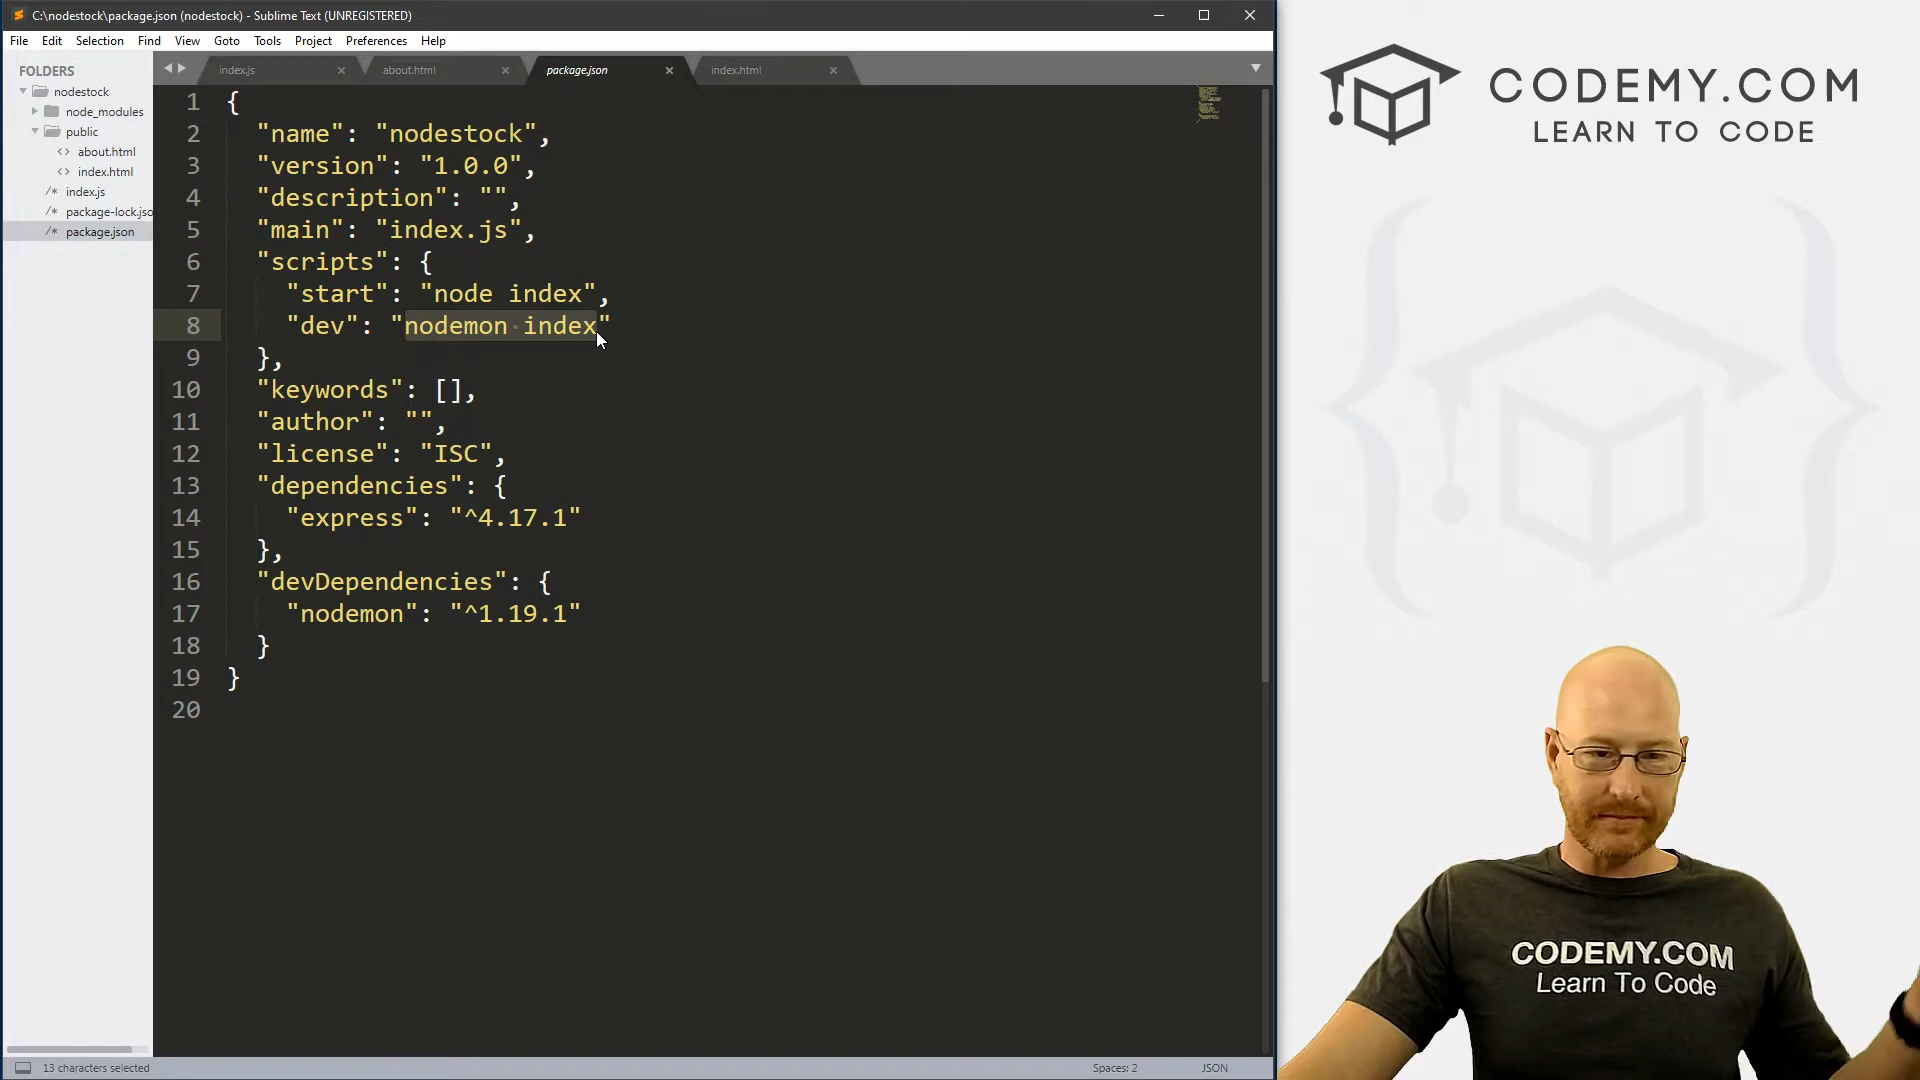 C:\nodestock\package.json (nodestock) - Sublime Text (UNREGISTERED)
File Edit Selection Find View Goto Tools Project Preferences Help
FOLDERS
nodestock
node_modules
public
about.html
index.html
index.js
package-lock.jso
package.json
index.js about.html package.json index.html
1 {
2 "name": "nodestock",
3 "version": "1.0.0",
4 "description": "",
5 "main": "index.js",
6 "scripts": {
7 "start": "node index",
8 "dev": "nodemon index"
9 },
10 "keywords": [],
11 "author": "",
12 "license": "ISC",
13 "dependencies": {
14 "express": "^4.17.1"
15 },
16 "devDependencies": {
17 "nodemon": "^1.19.1"
18 }
19 }
20
13 characters selected Spaces: 2 JSON
CODEMY.COM
LEARN TO CODE
CODEMY.COM
Learn To Code